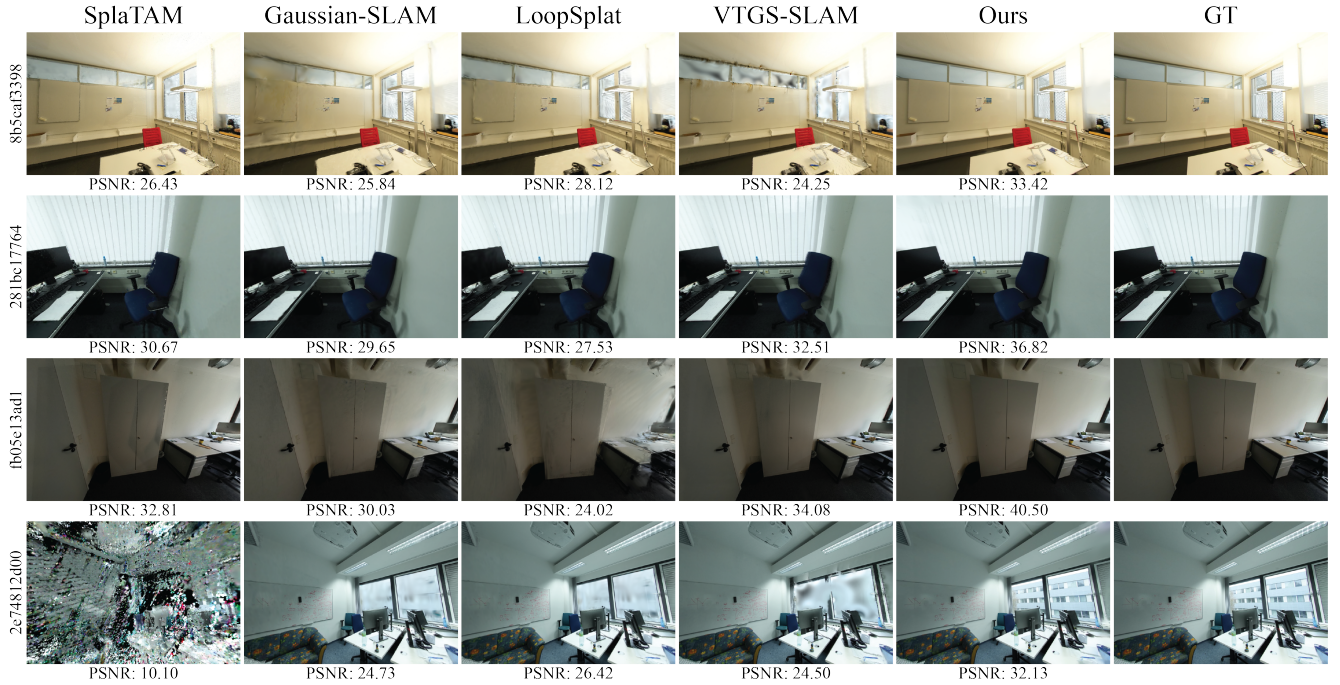 SplaTAM Gaussian-SLAM LoopSplat VTGS-SLAM Ours GT
8b5caf3398
PSNR: 26.43 PSNR: 25.84 PSNR: 28.12 PSNR: 24.25 PSNR: 33.42
281bc17764
PSNR: 30.67 PSNR: 29.65 PSNR: 27.53 PSNR: 32.51 PSNR: 36.82
fb05e13ad1
PSNR: 32.81 PSNR: 30.03 PSNR: 24.02 PSNR: 34.08 PSNR: 40.50
2e74812d00
PSNR: 10.10 PSNR: 24.73 PSNR: 26.42 PSNR: 24.50 PSNR: 32.13